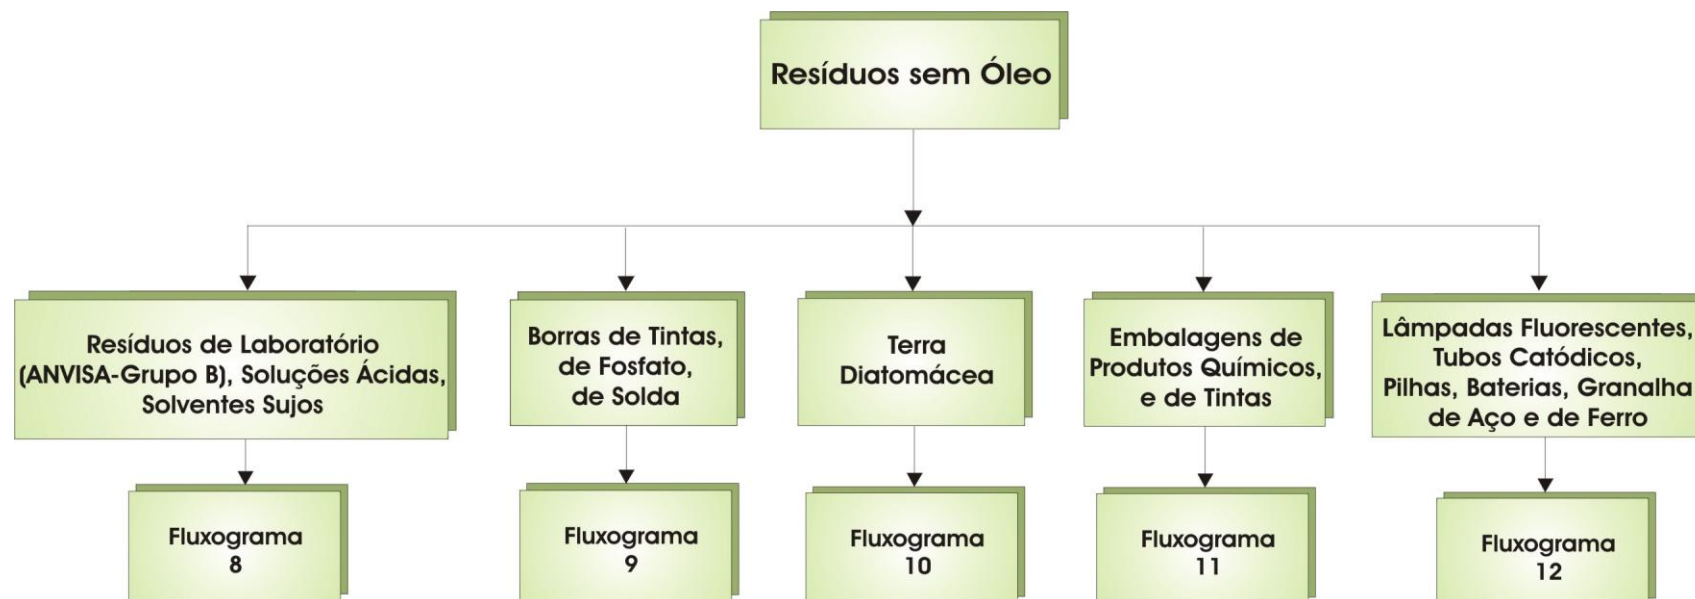 Resíduos sem Óleo
Resíduos de Laboratório
(ANVISA-Grupo B), Soluções Ácidas,
Solventes Sujos
Borras de Tintas,
de Fosfato,
de Solda
Terra
Diatomácea
Embalagens de
Produtos Químicos,
e de Tintas
Lâmpadas Fluorescentes,
Tubos Catódicos,
Pilhas, Baterias, Granalha
de Aço e de Ferro
Fluxograma
8
Fluxograma
9
Fluxograma
10
Fluxograma
11
Fluxograma
12